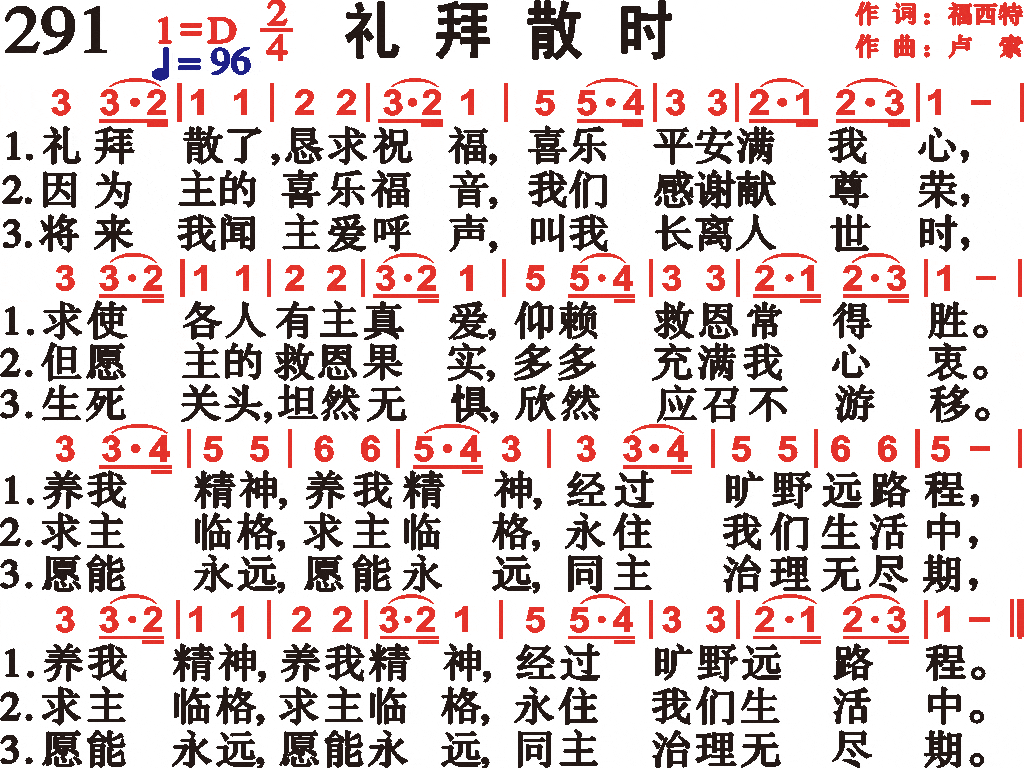 291 1=D 2/4 礼拜散时 作词：福西特
♩=96 作曲：卢 索
3 3·2 | 1 1 | 2 2 | 3·2 1 | 5 5·4 | 3 3 | 2·1 2·3 | 1 – |
1.礼拜 散了,恳求祝 福,喜乐 平安满 我 心,
2.因为 主的 喜乐福 音,我们 感谢献 尊 荣,
3.将来 我闻 主爱呼 声,叫我 长离人 世 时,
3 3·2 | 1 1 | 2 2 | 3·2 1 | 5 5·4 | 3 3 | 2·1 2·3 | 1 – |
1.求使 各人有主真 爱,仰赖 救恩常 得 胜。
2.但愿 主的救恩果 实,多多 充满我 心 衷。
3.生死 关头,坦然无 惧,欣然 应召不 游 移。
3 3·4 | 5 5 | 6 6 | 5·4 3 | 3 3·4 | 5 5 | 6 6 | 5 – |
1.养我 精神,养我精 神,经过 旷野远路程,
2.求主 临格,求主临 格,永住 我们生活中,
3.愿能 永远,愿能永 远,同主 治理无尽期,
3 3·2 | 1 1 | 2 2 | 3·2 1 | 5 5·4 | 3 3 | 2·1 2·3 | 1 – ‖
1.养我 精神,养我精 神,经过 旷野远 路 程。
2.求主 临格,求主临 格,永住 我们生 活 中。
3.愿能 永远,愿能永 远,同主 治理无 尽 期。